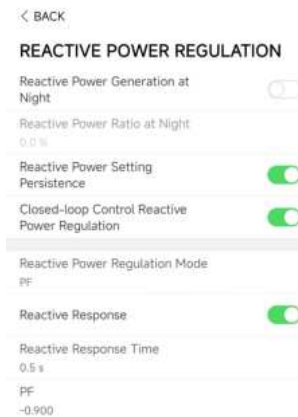 < BACK
REACTIVE POWER REGULATION
Reactive Power Generation at
Night
Reactive Power Ratio at Night
0.0 %
Reactive Power Setting
Persistence
Closed-loop Control Reactive
Power Regulation
Reactive Power Regulation Mode
PF
Reactive Response
Reactive Response Time
0.5 s
PF
-0.900